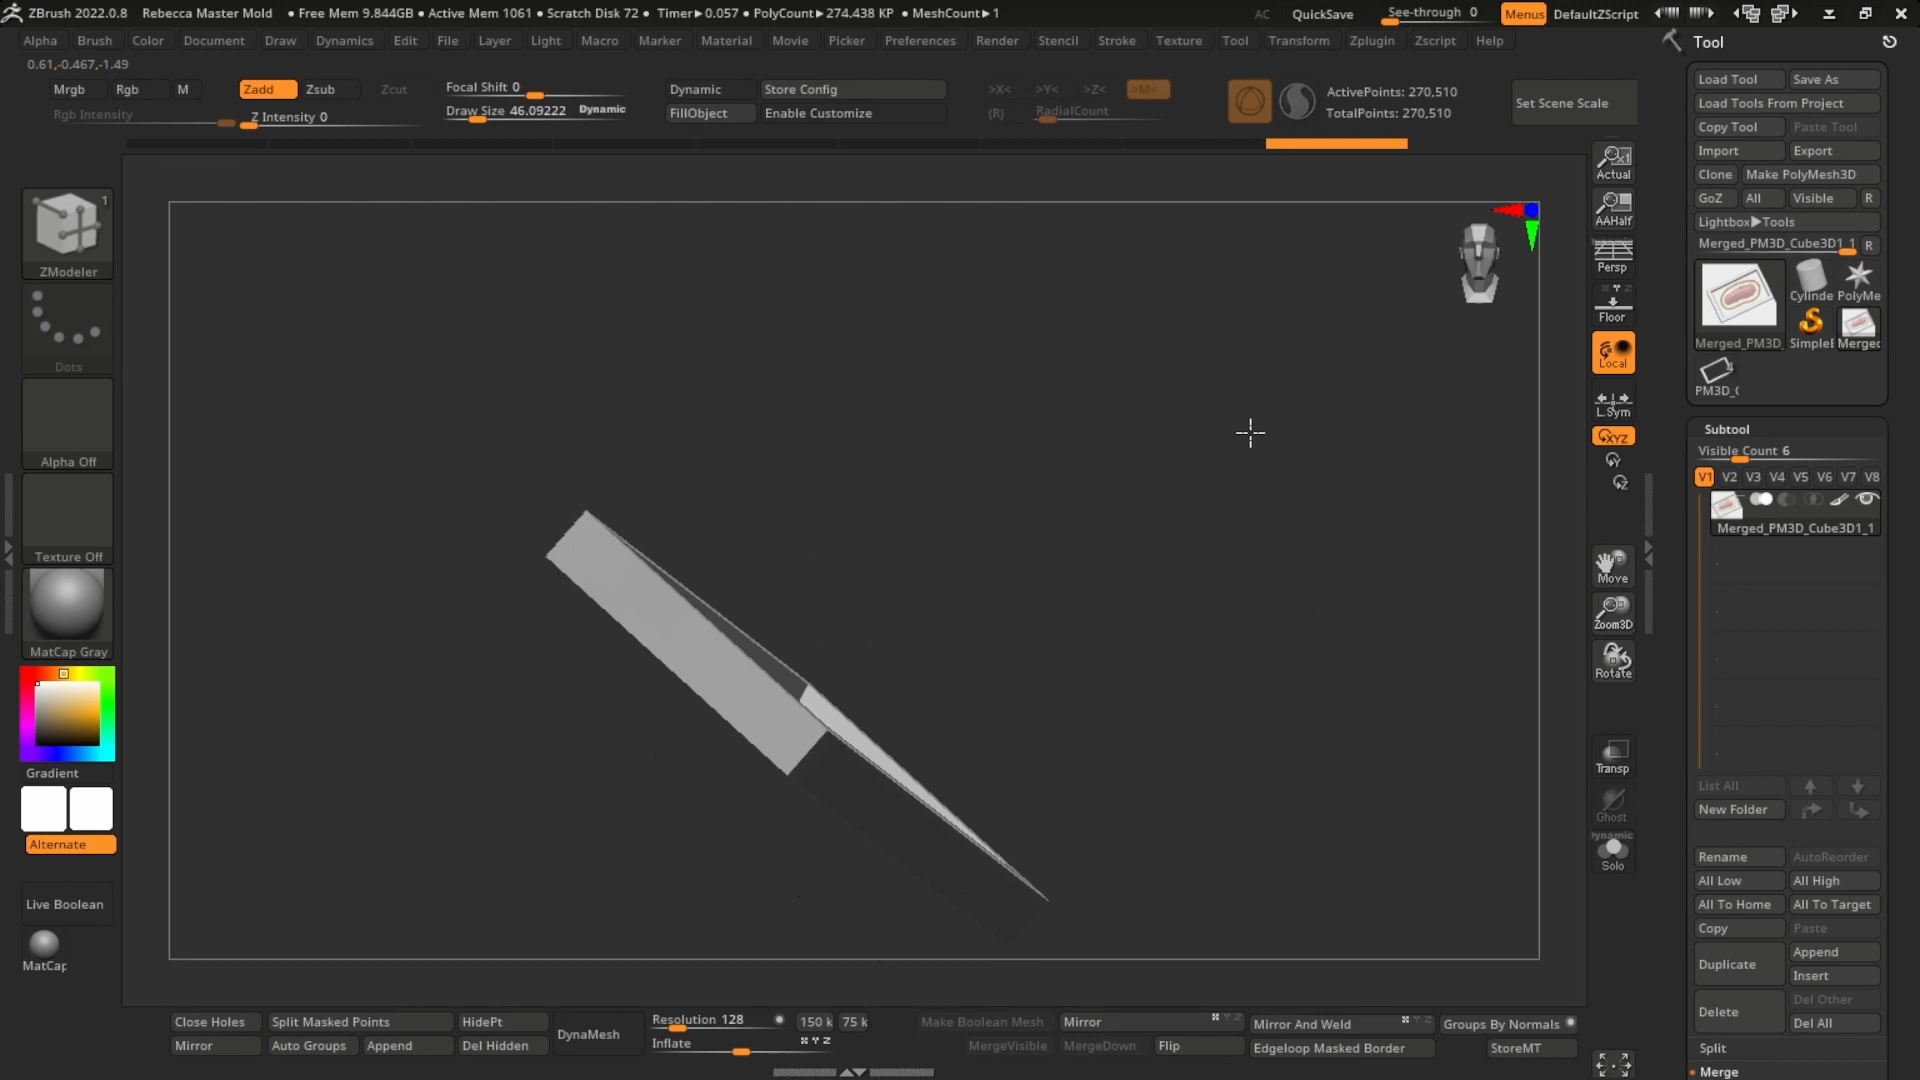 ZBrush 2022.0.8 Rebecca Master Mold • Free Mem 9.844GB • Active Mem 1061 • Scratch Disk 72 • Timer▶0.057 • PolyCount▶274.438 KP • MeshCount▶1 AC QuickSave See-through 0 Menus DefaultZScript
Alpha Brush Color Document Draw Dynamics Edit File Layer Light Macro Marker Material Movie Picker Preferences Render Stencil Stroke Texture Tool Transform Zplugin Zscript Help
0.61,-0.467,-1.49
Mrgb Rgb M
Rgb Intensity
Zadd Zsub Zcut
Z Intensity 0
Focal Shift 0
Draw Size 46.09222 Dynamic
Dynamic Store Config
FillObject Enable Customize
>X< >Y< >Z< >M<
(R) RadialCount
ActivePoints: 270,510
TotalPoints: 270,510
Set Scene Scale
1
ZModeler
Dots
Alpha Off
Texture Off
MatCap Gray
Gradient
Alternate
Live Boolean
MatCap
Actual
AAHalf
Dynamic
Persp
X Y Z
Floor
Local
L.Sym
XYZ
Y
Z
Move
Zoom3D
Rotate
Transp
Ghost
Dynamic
Solo
Tool
Load Tool Save As
Load Tools From Project
Copy Tool Paste Tool
Import Export
Clone Make PolyMesh3D
GoZ All Visible R
Lightbox▶Tools
Merged_PM3D_Cube3D1_1 R
Cylinde PolyMe
Merged_PM3D_ SimpleB Merged
4
PM3D_C
Subtool
Visible Count 6
V1 V2 V3 V4 V5 V6 V7 V8
Merged_PM3D_Cube3D1_1
List All
New Folder
Rename AutoReorder
All Low All High
All To Home All To Target
Copy Paste
Duplicate Append
Insert
Delete Del Other
Del All
Split
• Merge
Close Holes Split Masked Points HidePt
Mirror Auto Groups Append Del Hidden
DynaMesh
Resolution 128 150 k 75 k
Inflate X Y Z
Make Boolean Mesh Mirror X Y Z Mirror And Weld X Y Z Groups By Normals
MergeVisible MergeDown Flip Edgeloop Masked Border StoreMT